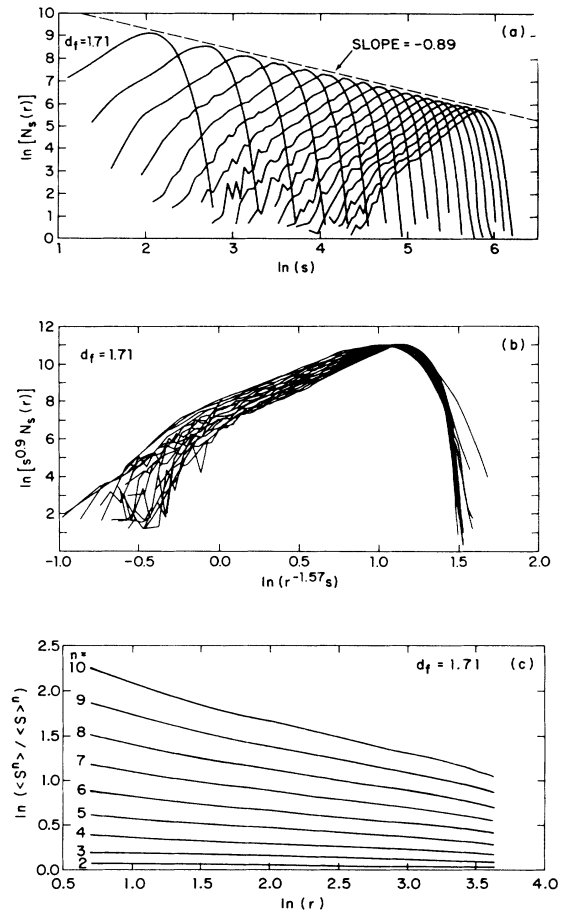 10
9
8
7
6
5
4
3
2
1
0
d_f = 1.71
SLOPE = -0.89
(a)
ln [N_s (r)]
1 2 3 4 5 6
ln (s)
12
10
8
6
4
2
d_f = 1.71
(b)
ln [s^0.9 N_s (r)]
-1.0 -0.5 0.0 0.5 1.0 1.5 2.0
ln (r^-1.57 s)
2.5
2.0
1.5
1.0
0.5
0.0
n=
10
9
8
7
6
5
4
3
2
d_f = 1.71
(c)
ln (<S^n> / <S>^n)
0.5 1.0 1.5 2.0 2.5 3.0 3.5 4.0
ln (r)